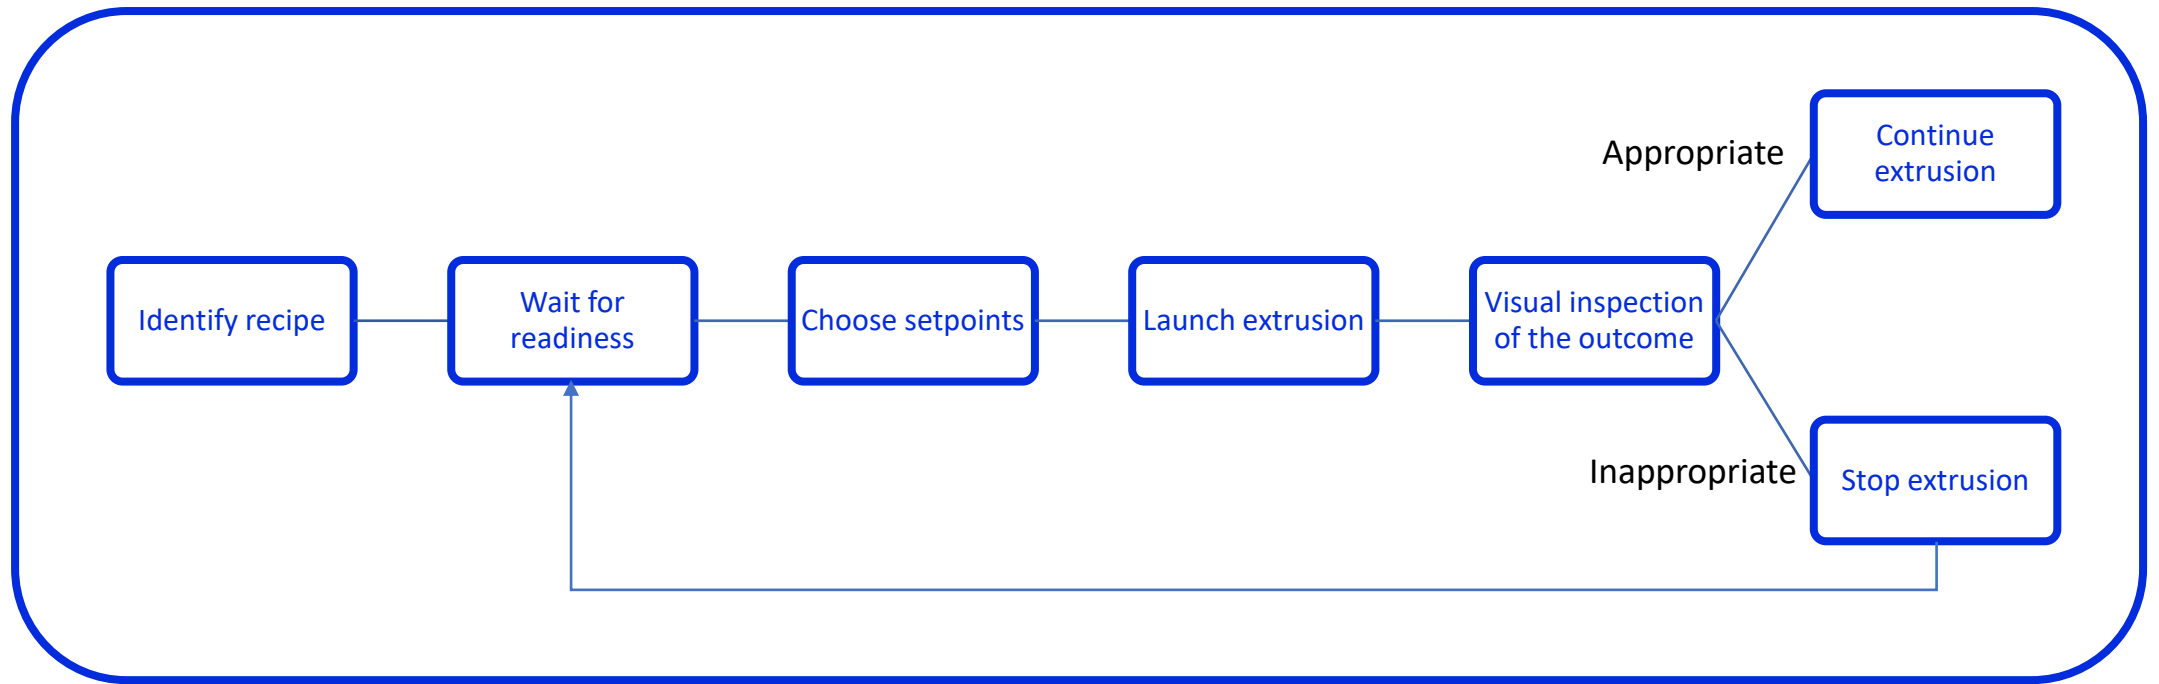 Identify recipe
Wait for
readiness
Choose setpoints
Launch extrusion
Visual inspection
of the outcome
Appropriate
Continue
extrusion
Inappropriate
Stop extrusion